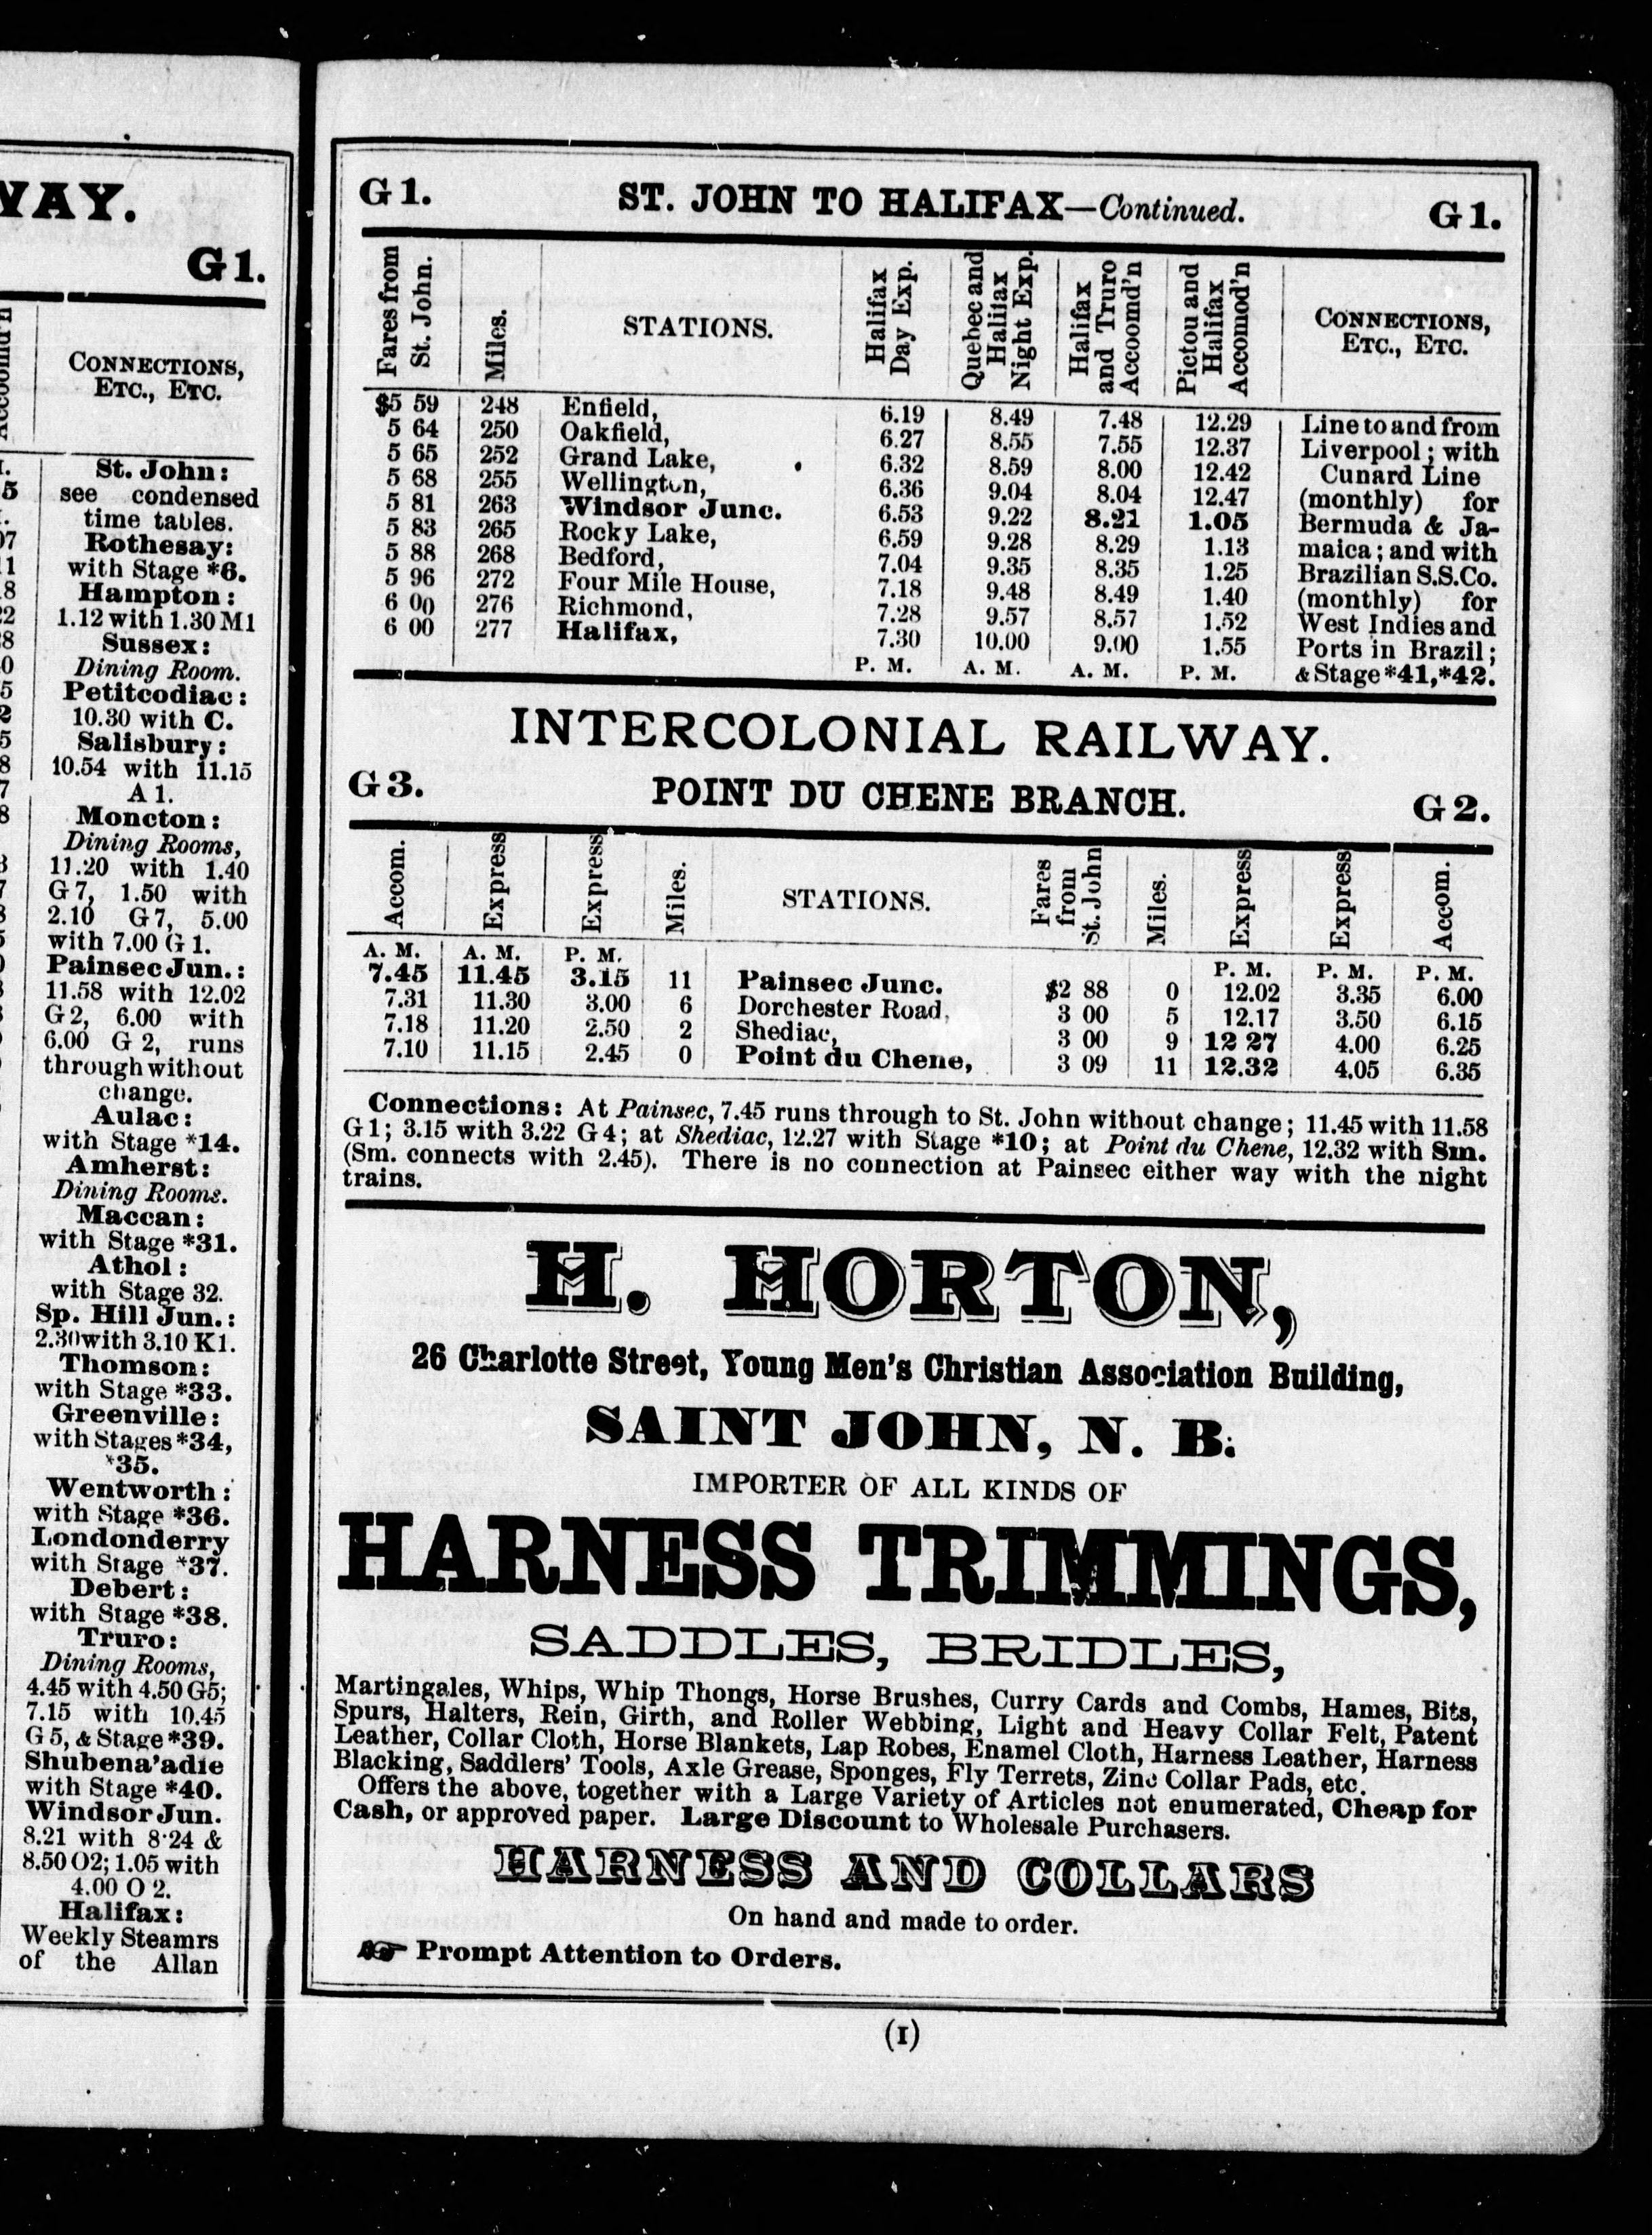 WAY.
G1.
CONNECTIONS,
ETC., ETC.
St. John:
see condensed
time tables.
Rothesay:
with Stage *6.
Hampton:
1.12 with 1.30 M1
Sussex:
Dining Room.
Petitcodiac:
10.30 with C.
Salisbury:
10.54 with 11.15
A 1.
Moncton:
Dining Rooms,
11.20 with 1.40
G7, 1.50 with
2.10 G7, 5.00
with 7.00 G1.
Painsec Jun.:
11.58 with 12.02
G2, 6.00 with
6.00 G 2, runs
through without
change.
Aulac:
with Stage *14.
Amherst:
Dining Rooms.
Maccan:
with Stage *31.
Athol:
with Stage 32.
Sp. Hill Jun.:
2.30 with 3.10 K1.
Thomson:
with Stage *33.
Greenville:
with Stages *34,
*35.
Wentworth:
with Stage *36.
Londonderry
with Stage *37.
Debert:
with Stage *38.
Truro:
Dining Rooms,
4.45 with 4.50 G5;
7.15 with 10.45
G 5, & Stage *39.
Shubena'adie
with Stage *40.
Windsor Jun.
8.21 with 8.24 &
8.50 O2; 1.05 with
4.00 O 2.
Halifax:
Weekly Steamrs
of the Allan
G 1. ST. JOHN TO HALIFAX—Continued. G 1.
Fares from St. John. Miles. STATIONS. Halifax Day Exp. Quebec and Halifax Night Exp. Halifax and Truro Accomd'n Pictou and Halifax Accomod'n CONNECTIONS, ETC., ETC.
$5 59 248 Enfield, 6.19 8.49 7.48 12.29 Line to and from
5 64 250 Oakfield, 6.27 8.55 7.55 12.37 Liverpool; with
5 65 252 Grand Lake, 6.32 8.59 8.00 12.42 Cunard Line
5 68 255 Wellington, 6.36 9.04 8.04 12.47 (monthly) for
5 81 263 Windsor Junc. 6.53 9.22 8.21 1.05 Bermuda & Ja-
5 83 265 Rocky Lake, 6.59 9.28 8.29 1.13 maica; and with
5 88 268 Bedford, 7.04 9.35 8.35 1.25 Brazilian S.S.Co.
5 96 272 Four Mile House, 7.18 9.48 8.49 1.40 (monthly) for
6 00 276 Richmond, 7.28 9.57 8.57 1.52 West Indies and
6 00 277 Halifax, 7.30 10.00 9.00 1.55 Ports in Brazil;
P. M. A. M. A. M. P. M. & Stage *41, *42.
INTERCOLONIAL RAILWAY.
G 3. POINT DU CHENE BRANCH. G 2.
Accom. Express Express Miles. STATIONS. Fares from St. John Miles. Express Express Accom.
A. M. A. M. P. M. P. M. P. M. P. M.
7.45 11.45 3.15 11 Painsec Junc. $2 88 0 12.02 3.35 6.00
7.31 11.30 3.00 6 Dorchester Road, 3 00 5 12.17 3.50 6.15
7.18 11.20 2.50 2 Shediac, 3 00 9 12 27 4.00 6.25
7.10 11.15 2.45 0 Point du Chene, 3 09 11 12.32 4.05 6.35
Connections: At Painsec, 7.45 runs through to St. John without change; 11.45 with 11.58
G 1; 3.15 with 3.22 G 4; at Shediac, 12.27 with Stage *10; at Point du Chene, 12.32 with Sm.
(Sm. connects with 2.45). There is no connection at Painsec either way with the night
trains.
H. HORTON,
26 Charlotte Street, Young Men's Christian Association Building,
SAINT JOHN, N. B.
IMPORTER OF ALL KINDS OF
HARNESS TRIMMINGS,
SADDLES, BRIDLES,
Martingales, Whips, Whip Thongs, Horse Brushes, Curry Cards and Combs, Hames, Bits,
Spurs, Halters, Rein, Girth, and Roller Webbing, Light and Heavy Collar Felt, Patent
Leather, Collar Cloth, Horse Blankets, Lap Robes, Enamel Cloth, Harness Leather, Harness
Blacking, Saddlers' Tools, Axle Grease, Sponges, Fly Terrets, Zinc Collar Pads, etc.
Offers the above, together with a Large Variety of Articles not enumerated, Cheap for
Cash, or approved paper. Large Discount to Wholesale Purchasers.
HARNESS AND COLLARS
On hand and made to order.
☞ Prompt Attention to Orders.
(1)